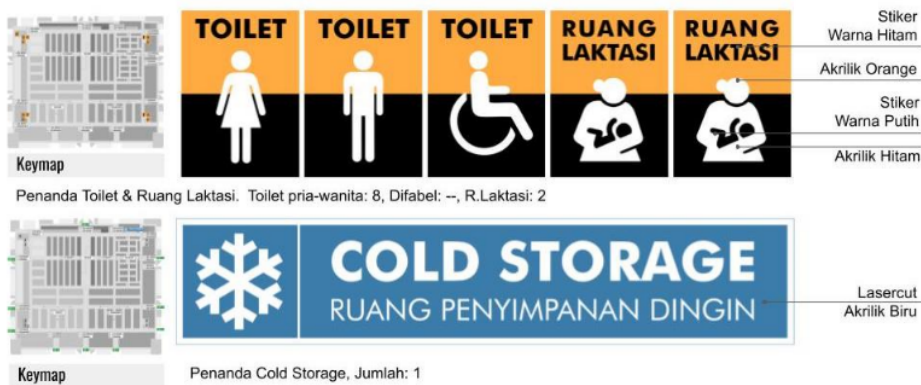 TOILET
TOILET
TOILET
RUANG
LAKTASI
RUANG
LAKTASI
Stiker
Warna Hitam
Akrilik Orange
Stiker
Warna Putih
Akrilik Hitam
Keymap
Penanda Toilet & Ruang Laktasi. Toilet pria-wanita: 8, Difabel: --, R.Laktasi: 2
COLD STORAGE
RUANG PENYIMPANAN DINGIN
Lasercut
Akrilik Biru
Keymap
Penanda Cold Storage, Jumlah: 1